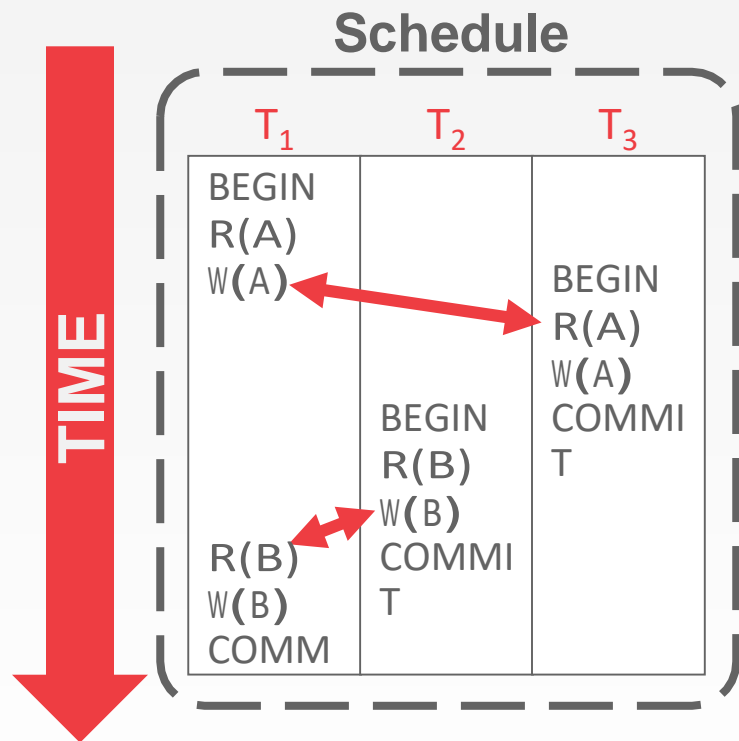 Schedule
TIME
T1
T2
T3
BEGIN
R(A)
W(A)
R(B)
W(B)
COMM
BEGIN
R(B)
W(B)
COMMI
T
BEGIN
R(A)
W(A)
COMMI
T